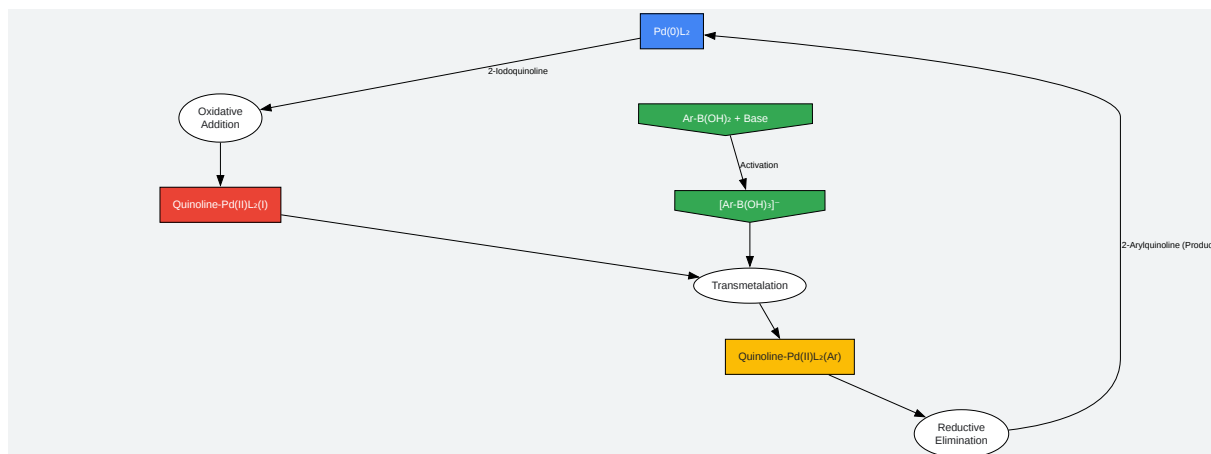 Pd(0)L₂
2-Iodoquinoline
Oxidative
Addition
Ar-B(OH)₂ + Base
Activation
Quinoline-Pd(II)L₂(I)
[Ar-B(OH)₃]⁻
2-Arylquinoline (Produc
Transmetalation
Quinoline-Pd(II)L₂(Ar)
Reductive
Elimination